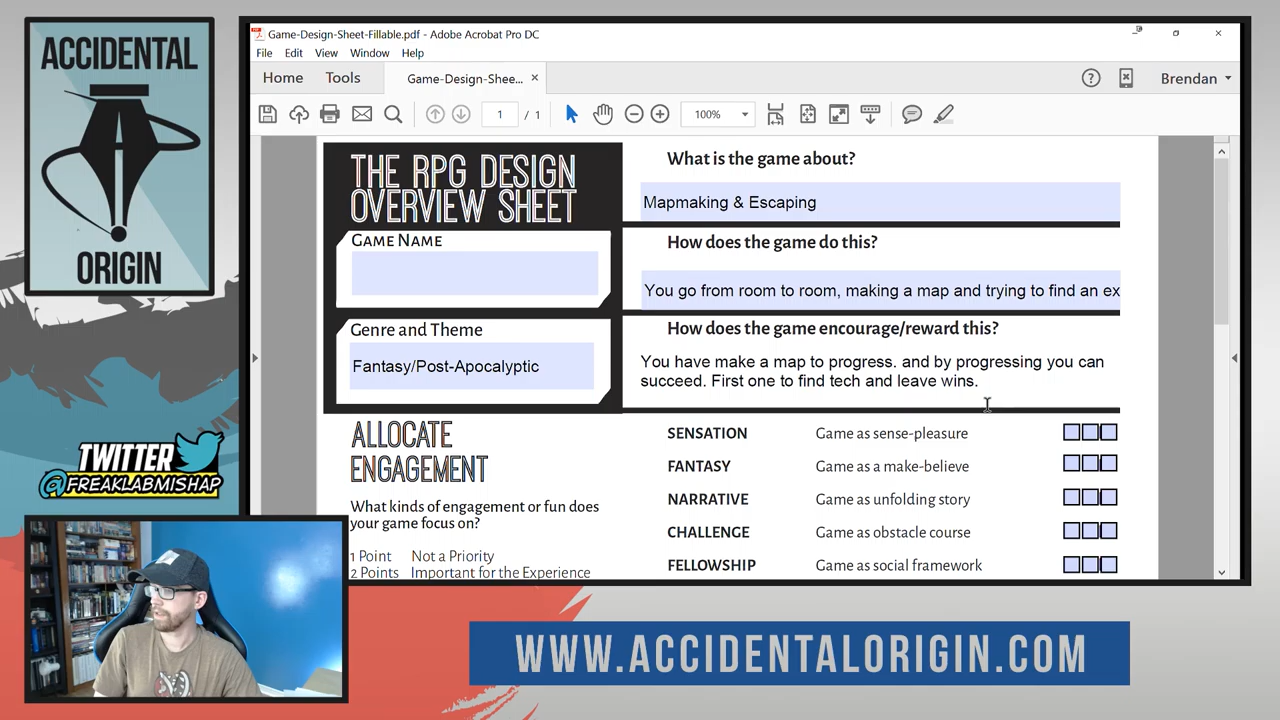 ACCIDENTAL
ORIGIN
TWITTER
@FREAKLABMISHAP
Game-Design-Sheet-Fillable.pdf - Adobe Acrobat Pro DC
File Edit View Window Help
Home Tools Game-Design-Shee... Brendan
1 / 1 100%
THE RPG DESIGN
OVERVIEW SHEET
GAME NAME
Genre and Theme
Fantasy/Post-Apocalyptic
What is the game about?
Mapmaking & Escaping
How does the game do this?
You go from room to room, making a map and trying to find an ex
How does the game encourage/reward this?
You have make a map to progress. and by progressing you can
succeed. First one to find tech and leave wins.
ALLOCATE
ENGAGEMENT
What kinds of engagement or fun does
your game focus on?
1 Point Not a Priority
2 Points Important for the Experience
SENSATION Game as sense-pleasure
FANTASY Game as a make-believe
NARRATIVE Game as unfolding story
CHALLENGE Game as obstacle course
FELLOWSHIP Game as social framework
WWW.ACCIDENTALORIGIN.COM